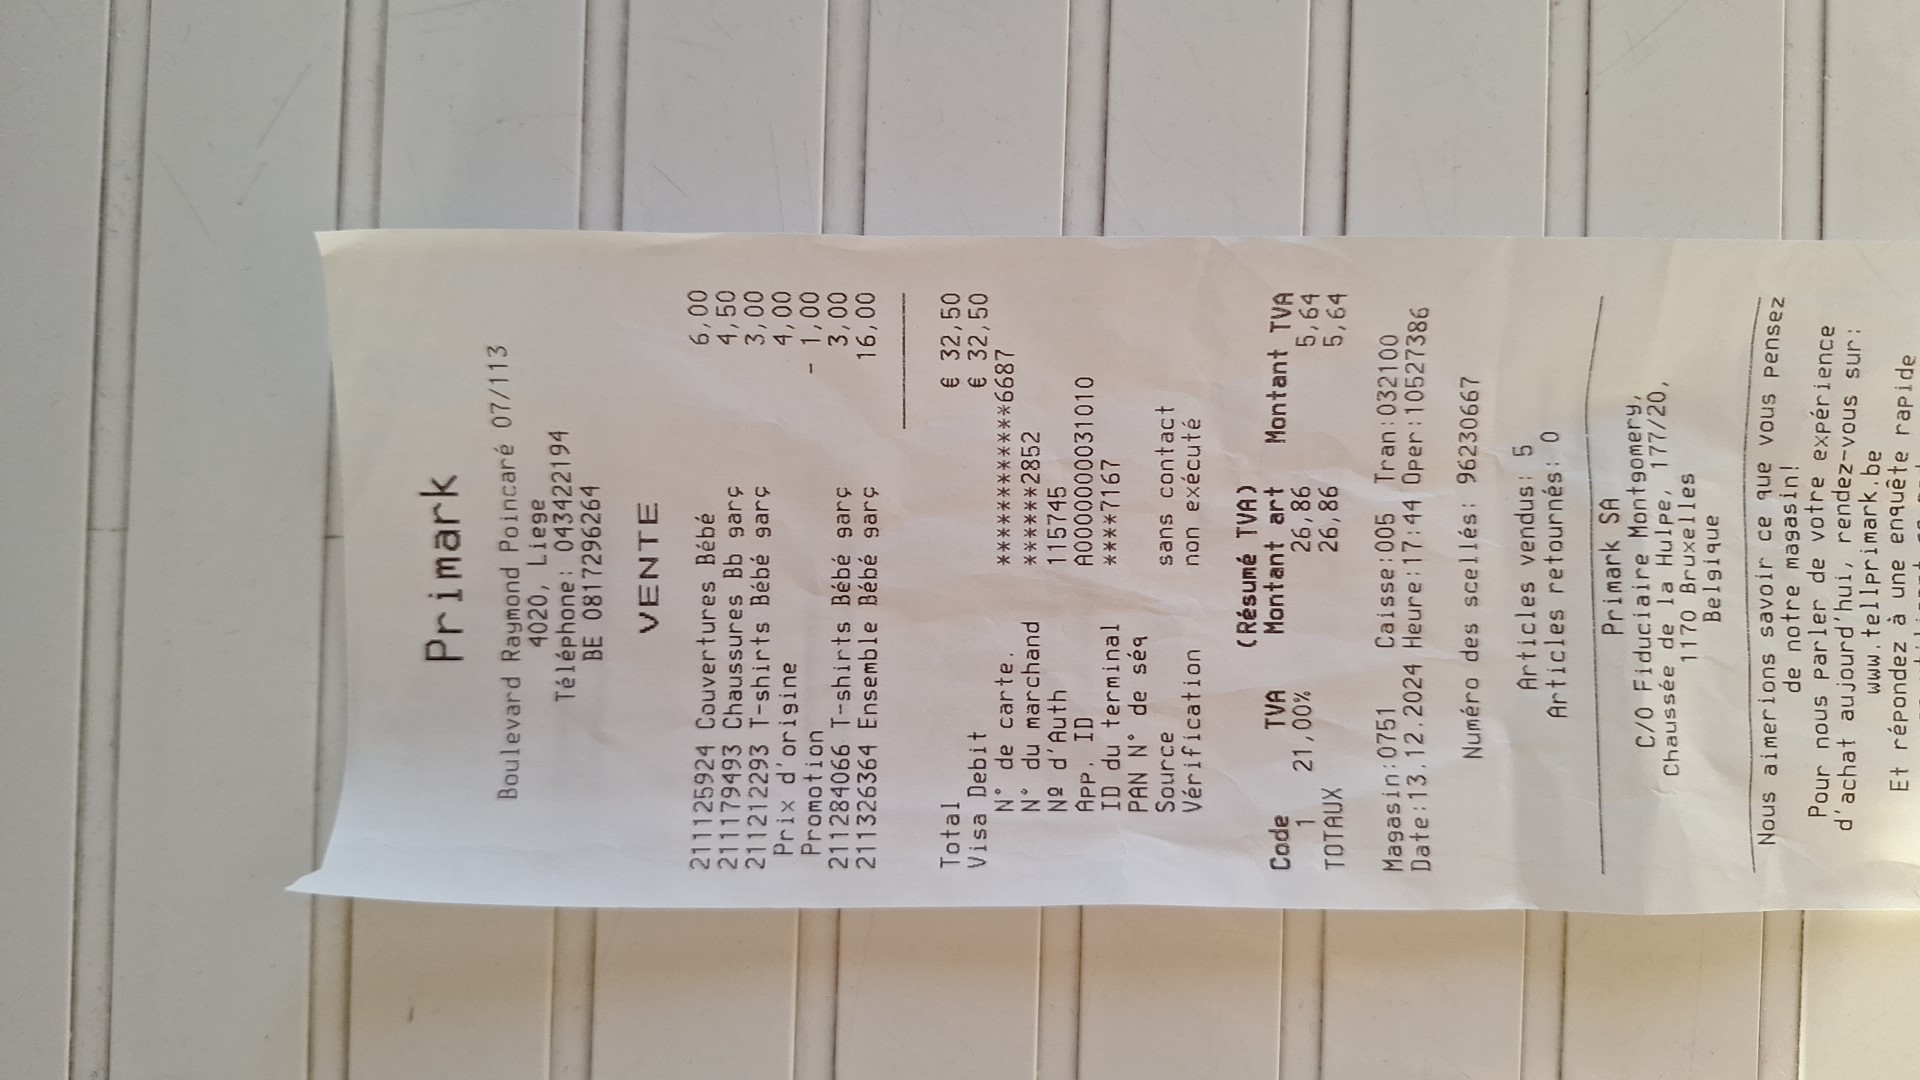 Primark
Boulevard Raymond Poincaré 07/113
4020, Liege
Téléphone: 043422194
BE 0817296264
VENTE
21111259​24 Couvertures Bébé 6,00
211179493 Chaussures Bb garç 4,50
211212293 T-shirts Bébé garç 3,00
Prix d'origine 4,00
Promotion - 1,00
211284066 T-shirts Bébé garç 3,00
211326364 Ensemble Bébé garç 16,00
Total € 32,50
Visa Debit € 32,50
N° de carte. ************6687
N° du marchand ******2852
Nº d'Auth 115745
APP. ID A0000000031010
ID du terminal ****7167
PAN N° de séq
Source sans contact
Vérification non exécuté
(Résumé TVA)
Code TVA Montant art Montant TVA
1 21,00% 26,86 5,64
TOTAUX 26,86 5,64
Magasin:0751 Caisse:005 Tran:032100
Date:13.12.2024 Heure:17:44 Oper:10527386
Numéro des scellés: 96230667
Articles vendus: 5
Articles retournés: 0
Primark SA
C/O Fiduciaire Montgomery,
Chaussée de la Hulpe, 177/20,
1170 Bruxelles
Belgique
Nous aimerions savoir ce que vous pensez
de notre magasin!
Pour nous parler de votre expérience
d'achat aujourd'hui, rendez-vous sur:
www.tellprimark.be
Et répondez à une enquête rapide